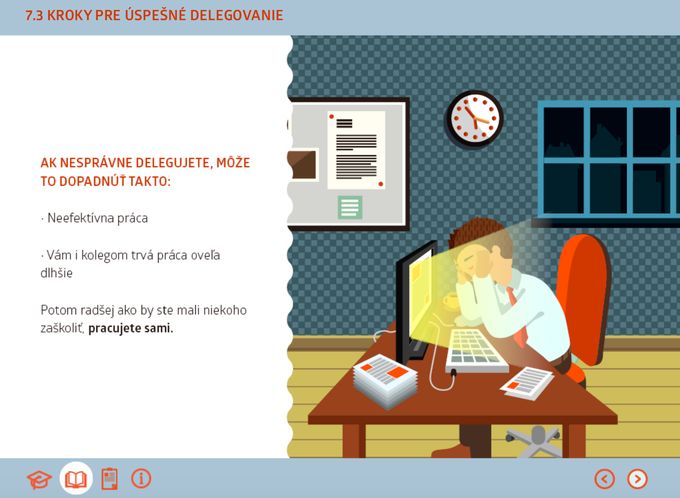 7.3 KROKY PRE ÚSPEŠNÉ DELEGOVANIE
AK NESPRÁVNE DELEGUJETE, MÔŽE
TO DOPADNÚŤ TAKTO:
· Neefektívna práca
· Vám i kolegom trvá práca oveľa
dlhšie
Potom radšej ako by ste mali niekoho
zaškoliť, pracujete sami.